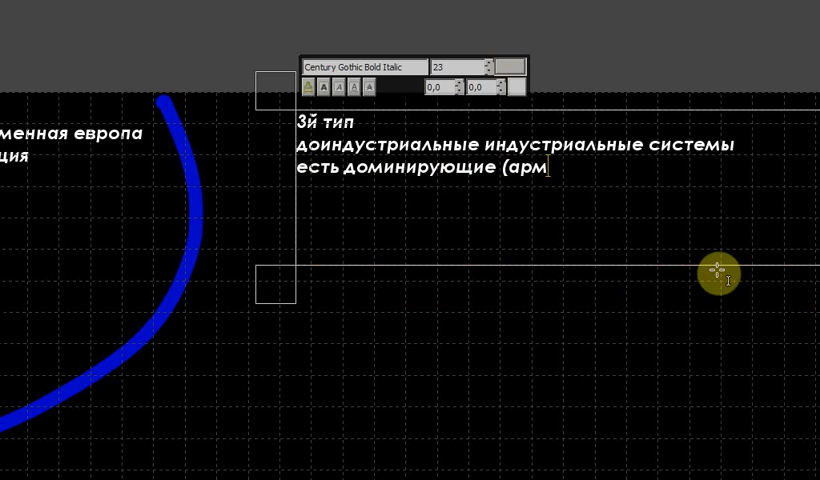 Century Gothic Bold Italic
23
0,0
0,0
менная европа
ция
3й тип
доиндустриальные индустриальные системы
есть доминирующие (арм